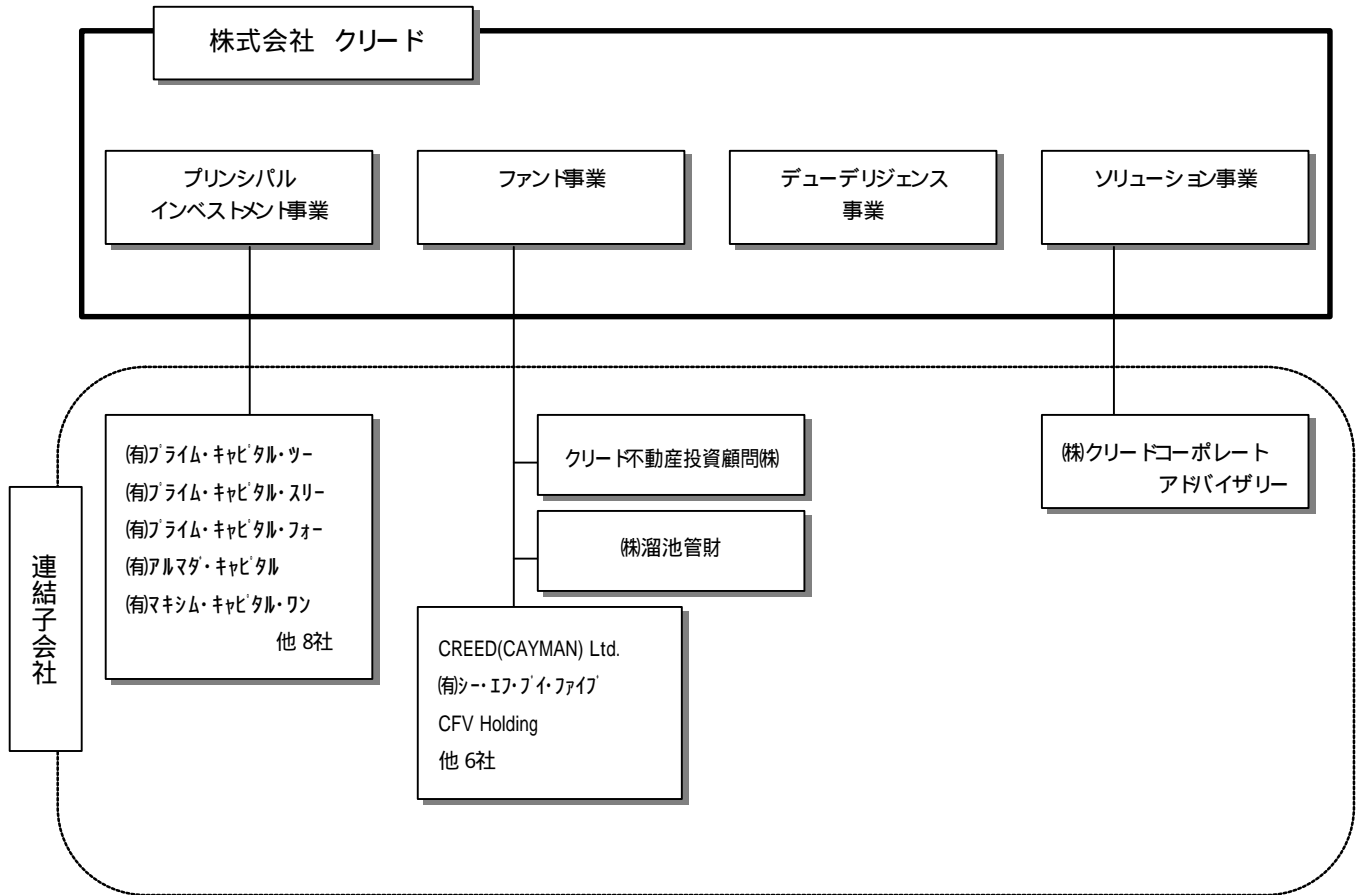 株式会社 クリード
プリンシパル
インベストメント事業
ファンド事業
デューデリジェンス
事業
ソリューション事業
連結子会社
㈲プライム・キャピタル・ツー
㈲プライム・キャピタル・スリー
㈲プライム・キャピタル・フォー
㈲アルマダ・キャピタル
㈲マキシム・キャピタル・ワン
他 8社
クリード不動産投資顧問㈱
㈱溜池管財
CREED(CAYMAN) Ltd.
㈲シー・エフ・ブイ・ファイブ
CFV Holding
他 6社
㈱クリードコーポレート
アドバイザリー